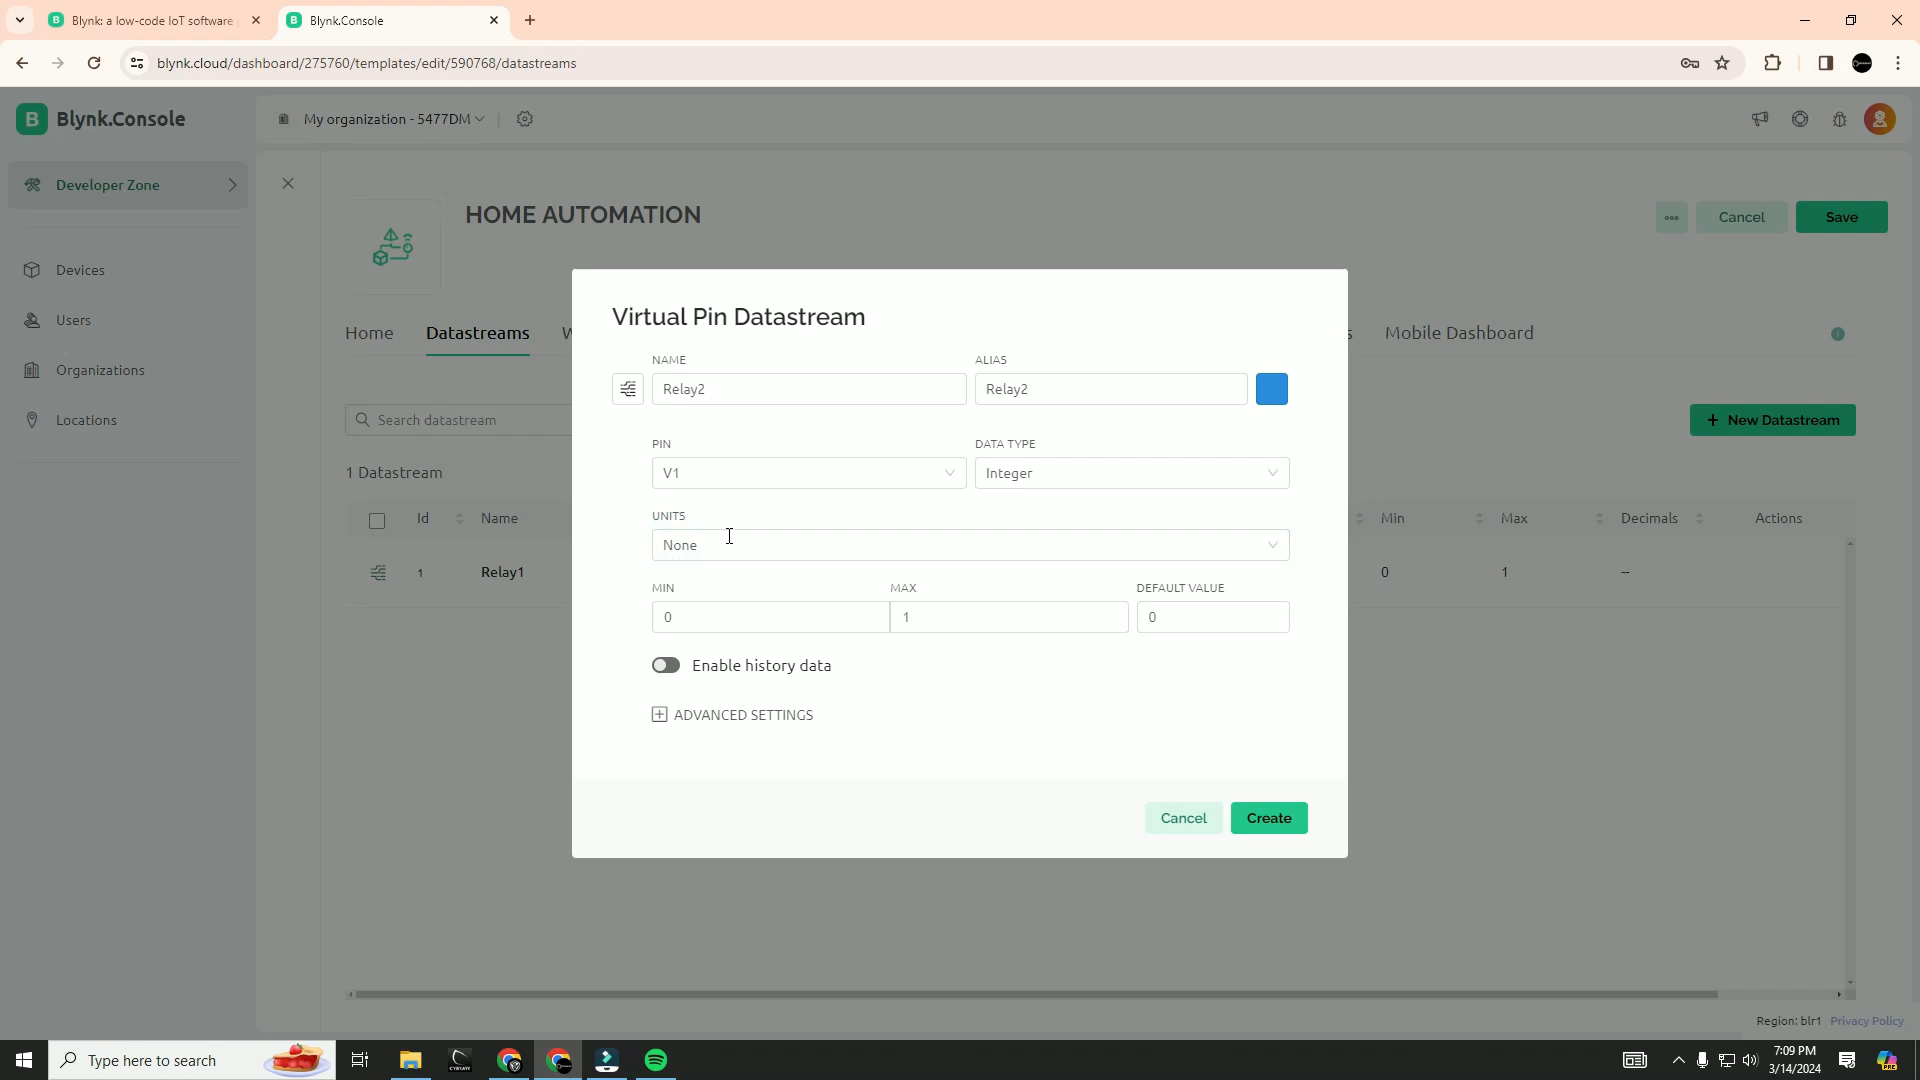 Blynk: a low-code IoT software
Blynk.Console
blynk.cloud/dashboard/275760/templates/edit/590768/datastreams
B Blynk.Console
My organization - 5477DM
Developer Zone
Devices
Users
Organizations
Locations
HOME AUTOMATION
Cancel
Save
Home
Datastreams
Mobile Dashboard
Search datastream
+ New Datastream
1 Datastream
Id
Name
Min
Max
Decimals
Actions
1
Relay1
0
1
--
Virtual Pin Datastream
NAME
ALIAS
Relay2
Relay2
PIN
DATA TYPE
V1
Integer
UNITS
None
MIN
MAX
DEFAULT VALUE
0
1
0
Enable history data
ADVANCED SETTINGS
Cancel
Create
Region: blr1 Privacy Policy
Type here to search
7:09 PM
3/14/2024